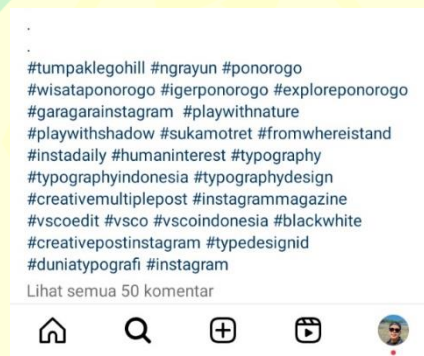 .
.
#tumpaklegohill #ngrayun #ponorogo
#wisataponorogo #igerponorogo #exploreponorogo
#garagarainstagram #playwithnature
#playwithshadow #sukamotret #fromwhereistand
#instadaily #humaninterest #typography
#typographyindonesia #typographydesign
#creativemultiplepost #instagrammagazine
#vscoedit #vsco #vscoindonesia #blackwhite
#creativepostinstagram #typedesignid
#duniatypografi #instagram
Lihat semua 50 komentar